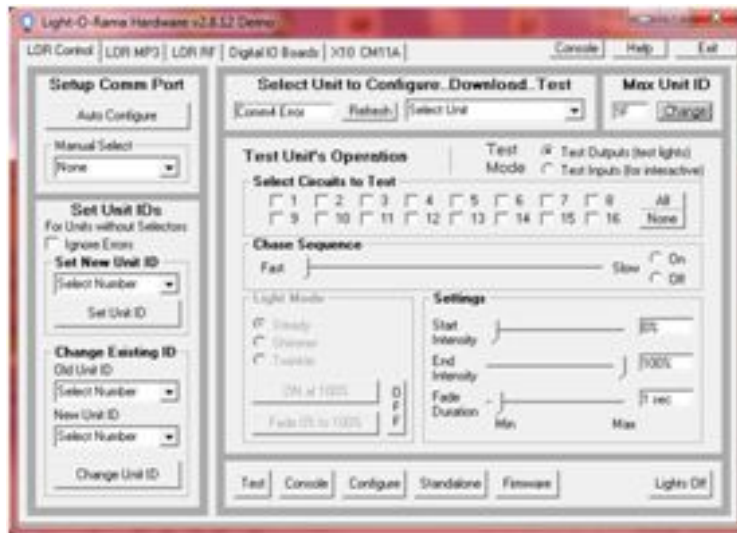 Light-O-Rama Hardware v2.8.12 Demo
LOR Control LOR MP3 LOR RF Digital IO Boards X10 CM11A Console Help Exit
Setup Comm Port
Auto Configure
Manual Select
None
Set Unit IDs
For Units without Selectors
Ignore Errors
Set New Unit ID
Select Number
Set Unit ID
Change Existing ID
Old Unit ID
Select Number
New Unit ID
Select Number
Change Unit ID
Select Unit to Configure..Download..Test
Comm4 Error Refresh Select Unit
Max Unit ID
Change
Test Unit's Operation
Test Mode
Test Outputs (test lights)
Test Inputs (for interactive)
Select Circuits to Test
1 2 3 4 5 6 7 8 All
9 10 11 12 13 14 15 16 None
Chase Sequence
Fast Slow On
Off
Light Mode
Steady
Shimmer
Twinkle
ON at 100%
Fade 0% to 100%
OFF
Settings
Start Intensity 0%
End Intensity 100%
Fade Duration 1 sec
Min Max
Test Console Configure Standalone Firmware Lights Off